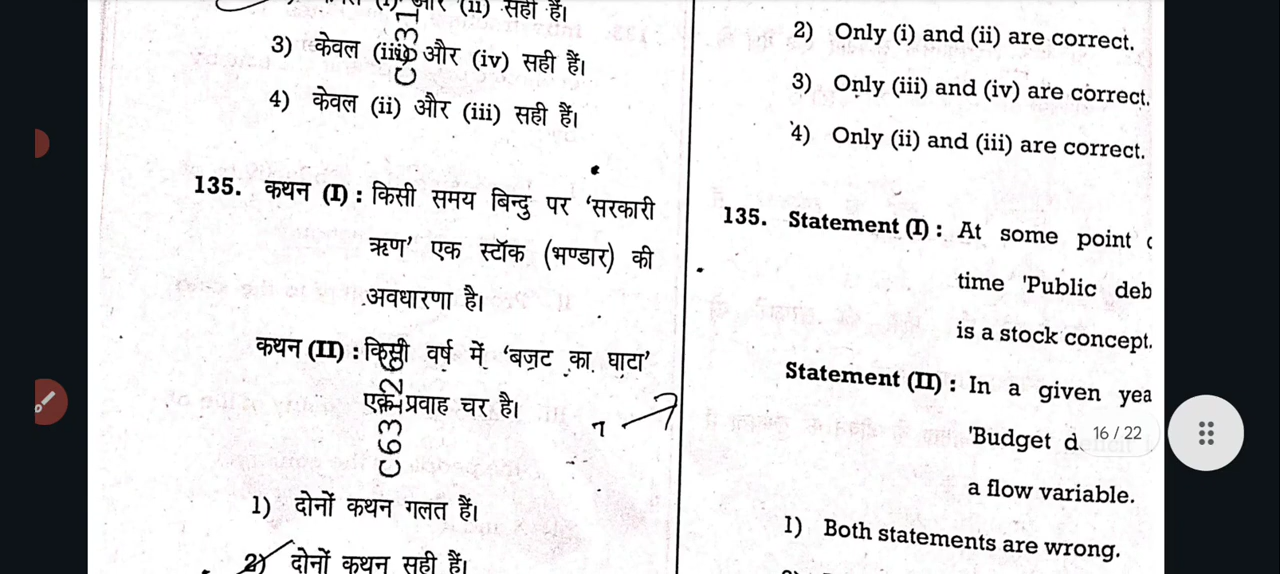 और (ii) सही हैं।
3) केवल (iii) और (iv) सही हैं।
4) केवल (ii) और (iii) सही हैं।
135. कथन (I) : किसी समय बिन्दु पर 'सरकारी
ऋण' एक स्टॉक (भण्डार) की
अवधारणा है।
कथन (II) : किसी वर्ष में 'बजट का घाटा'
एक प्रवाह चर है।
1) दोनों कथन गलत हैं।
2) दोनों कथन सही हैं।
2) Only (i) and (ii) are correct.
3) Only (iii) and (iv) are correct.
4) Only (ii) and (iii) are correct.
135. Statement (I) : At some point
time 'Public deb
is a stock concept.
Statement (II) : In a given yea
'Budget d
a flow variable.
1) Both statements are wrong.
16 / 22